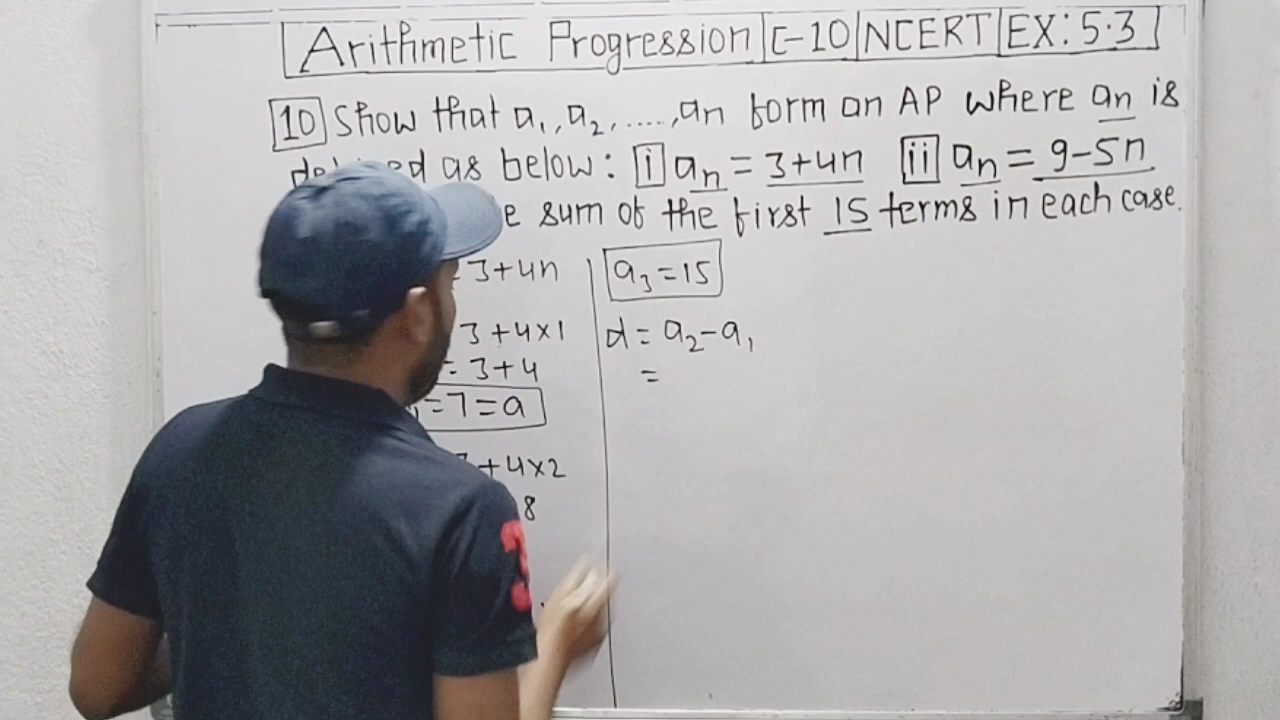 Arithmetic Progression C-10 NCERT EX: 5.3
10 Show that a₁, a₂, ....., an form an AP where an is
as below: i an = 3+4n ii an = 9-5n
sum of the first 15 terms in each case.
= 3+4n
3+4×1
= 3+4
=7=a
+4×2
8
a₃=15
d = a₂-a₁
=
3